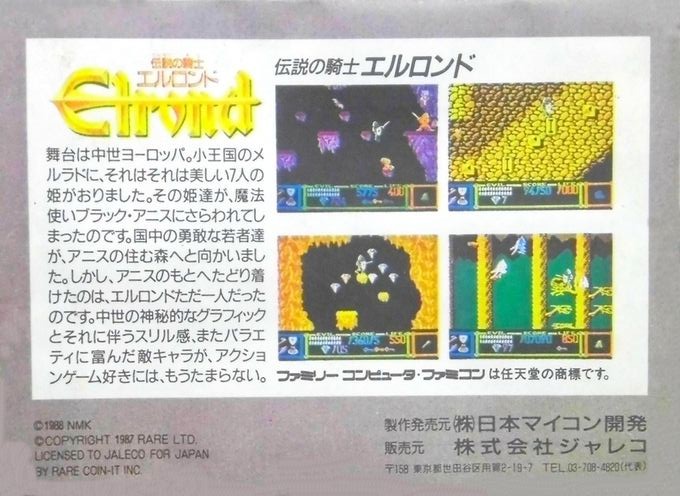 伝説の騎士
エルロンド
Elrond
伝説の騎士 エルロンド
舞台は中世ヨーロッパ。小王国のメ
ルラドに、それはそれは美しい7人の
姫がおりました。その姫達が、魔法
使いブラック・アニスにさらわれてし
まったのです。国中の勇敢な若者達
が、アニスの住む森へと向かいまし
た。しかし、アニスのもとへたどり着
けたのは、エルロンドただ一人だった
のです。中世の神秘的なグラフィック
とそれに伴うスリル感、またバラエ
ティに富んだ敵キャラが、アクショ
ンゲーム好きには、もうたまらない。
ファミリー コンピュータ・ファミコン は任天堂の商標です。
©1988 NMK
©COPYRIGHT 1987 RARE LTD.
LICENSED TO JALECO FOR JAPAN
BY RARE COIN-IT INC.
製作発売元 (株)日本マイコン開発
販売元 株式会社ジャレコ
〒158 東京都世田谷区用賀2-19-7 TEL.03-708-4820(代表)